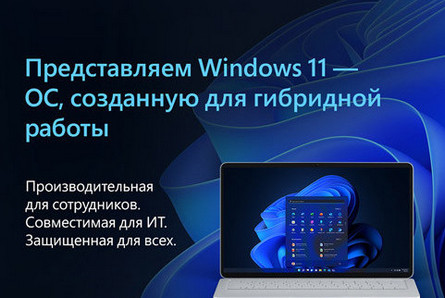 Представляем Windows 11 —
ОС, созданную для гибридной
работы
Производительная
для сотрудников.
Совместимая для ИТ.
Защищенная для всех.